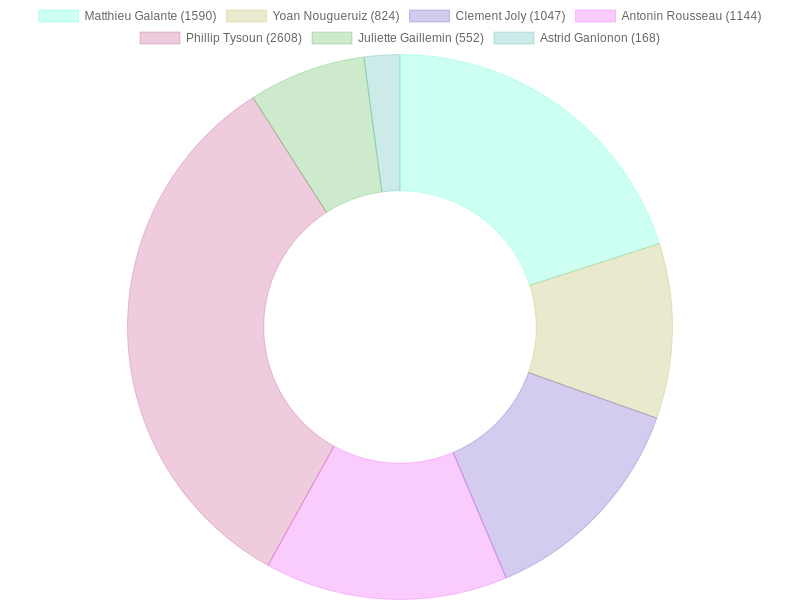 Matthieu Galante (1590) Yoan Nougueruiz (824) Clement Joly (1047) Antonin Rousseau (1144)
Phillip Tysoun (2608) Juliette Gaillemin (552) Astrid Ganlonon (168)